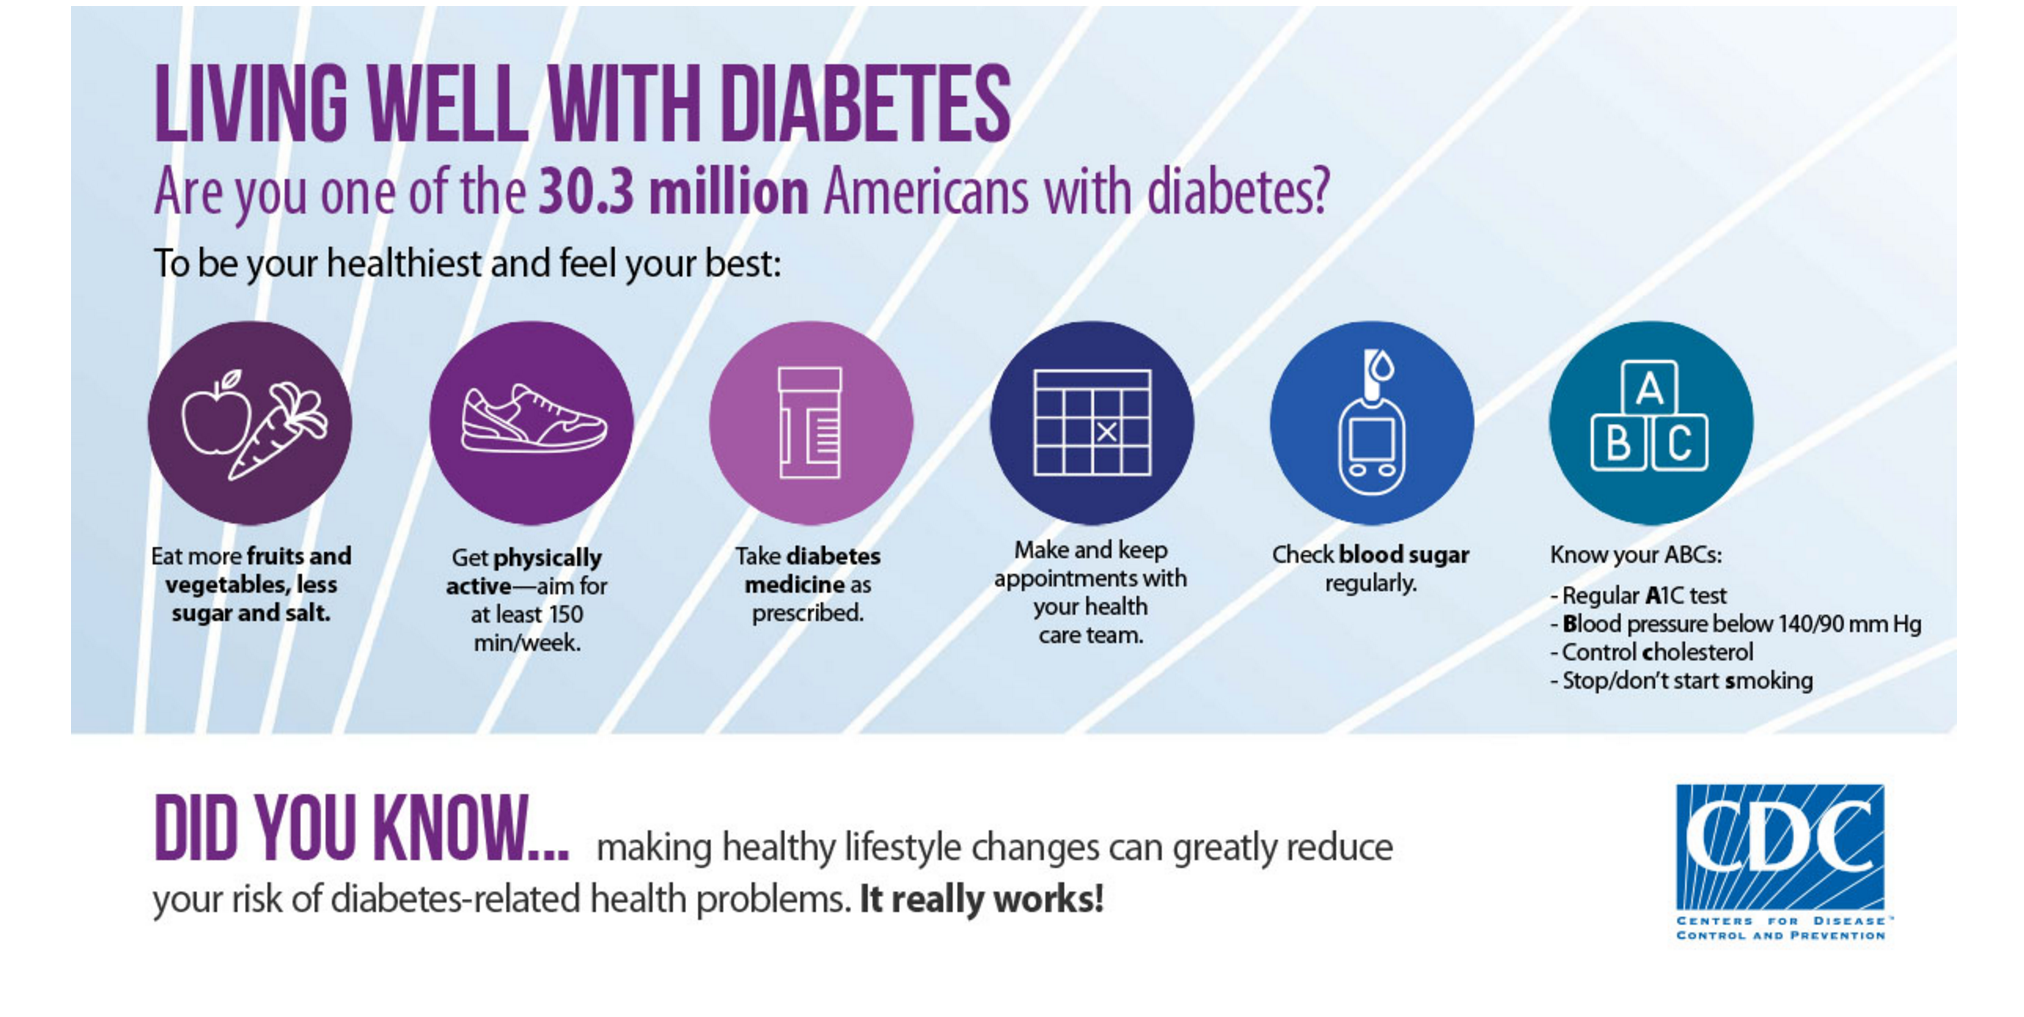 LIVING WELL WITH DIABETES
Are you one of the 30.3 million Americans with diabetes?
To be your healthiest and feel your best:
Eat more fruits and
vegetables, less
sugar and salt.
Get physically
active—aim for
at least 150
min/week.
Take diabetes
medicine as
prescribed.
Make and keep
appointments with
your health
care team.
Check blood sugar
regularly.
A
B C
Know your ABCs:
- Regular A1C test
- Blood pressure below 140/90 mm Hg
- Control cholesterol
- Stop/don't start smoking
DID YOU KNOW... making healthy lifestyle changes can greatly reduce
your risk of diabetes-related health problems. It really works!
CDC
CENTERS FOR DISEASE™
CONTROL AND PREVENTION